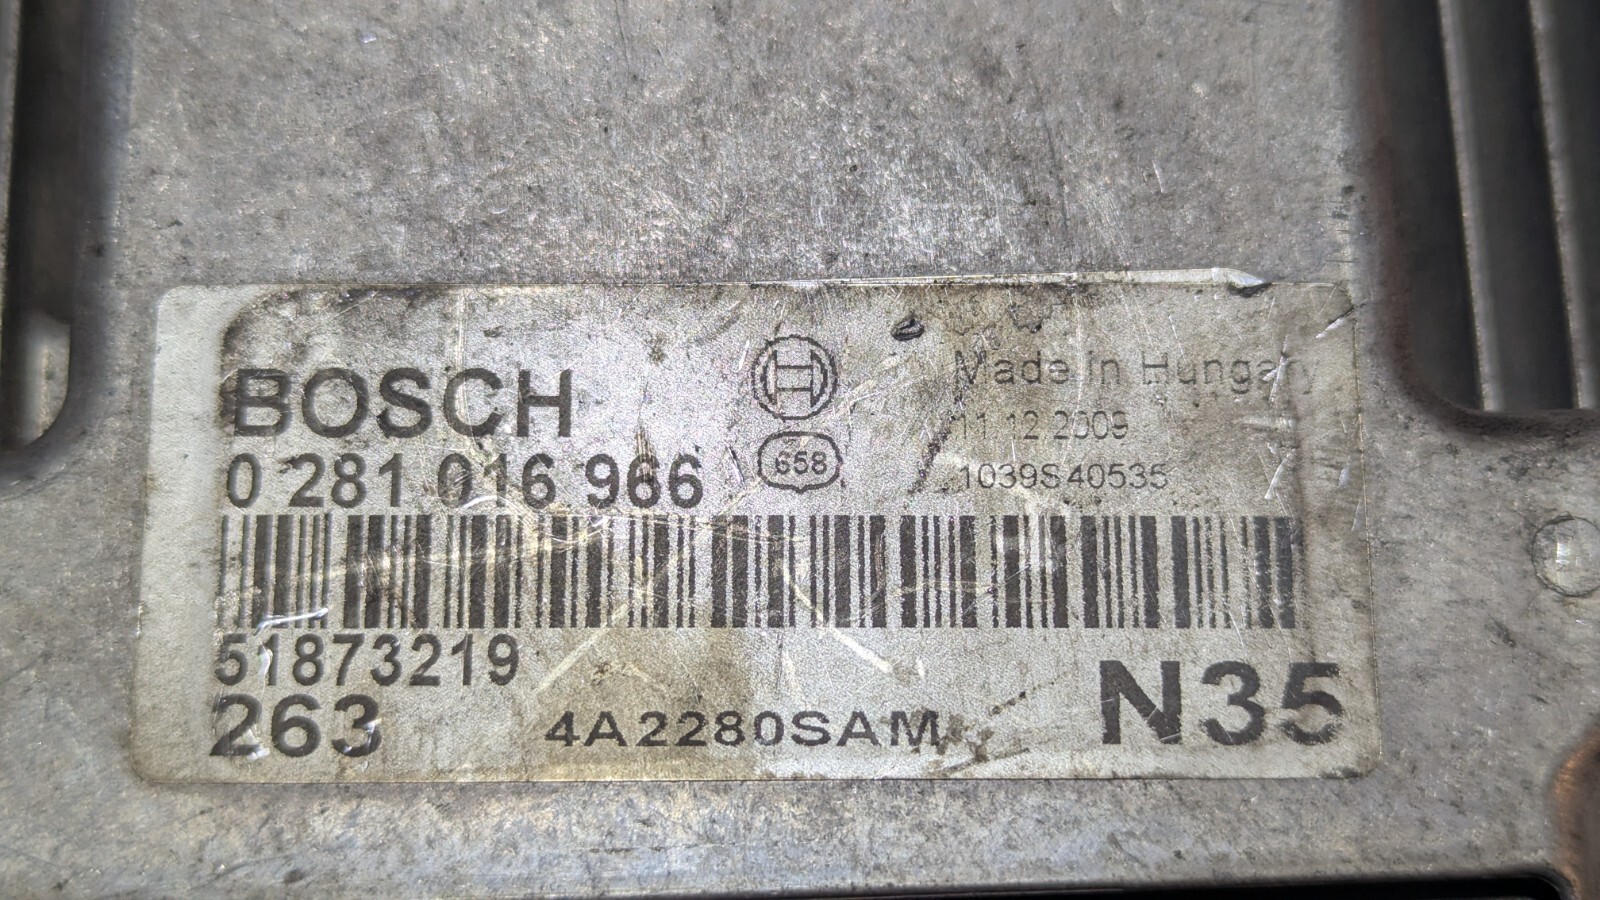 BOSCH
0 281 016 966
658
Made in Hungary
11.12.2009
1039S40535
51873219
263
4A2280SAM
N35